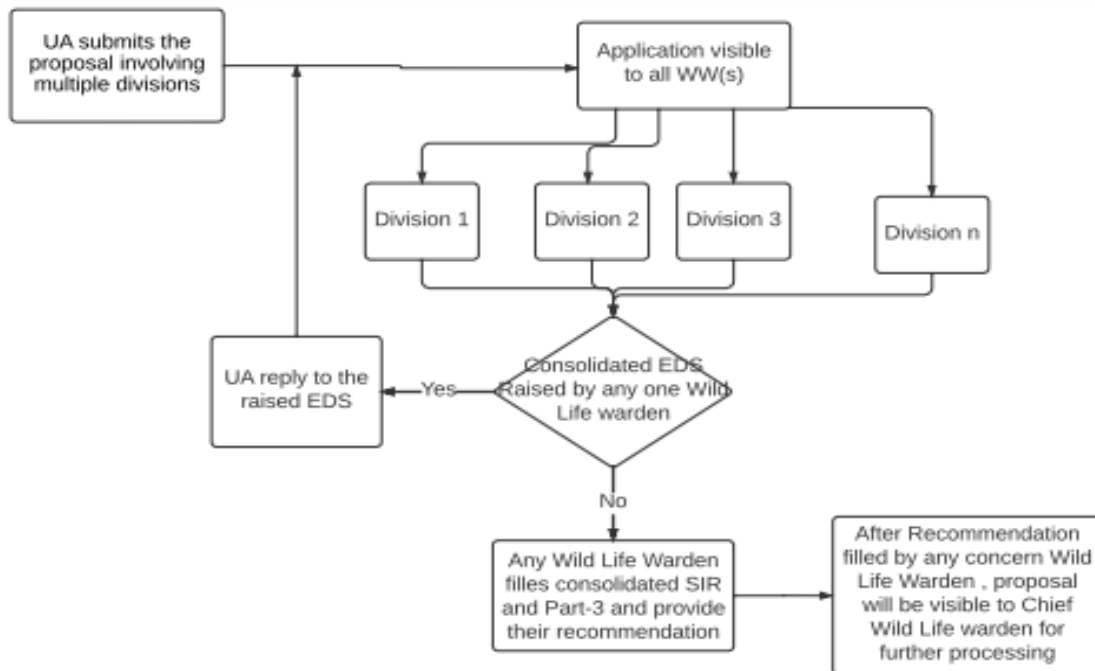 UA submits the
proposal involving
multiple divisions
Application visible
to all WW(s)
Division 1
Division 2
Division 3
Division n
Consolidated EDS
Raised by any one Wild
Life warden
Yes
UA reply to the
raised EDS
No
Any Wild Life Warden
filles consolidated SIR
and Part-3 and provide
their recommendation
After Recommendation
filled by any concern Wild
Life Warden , proposal
will be visible to Chief
Wild Life warden for
further processing